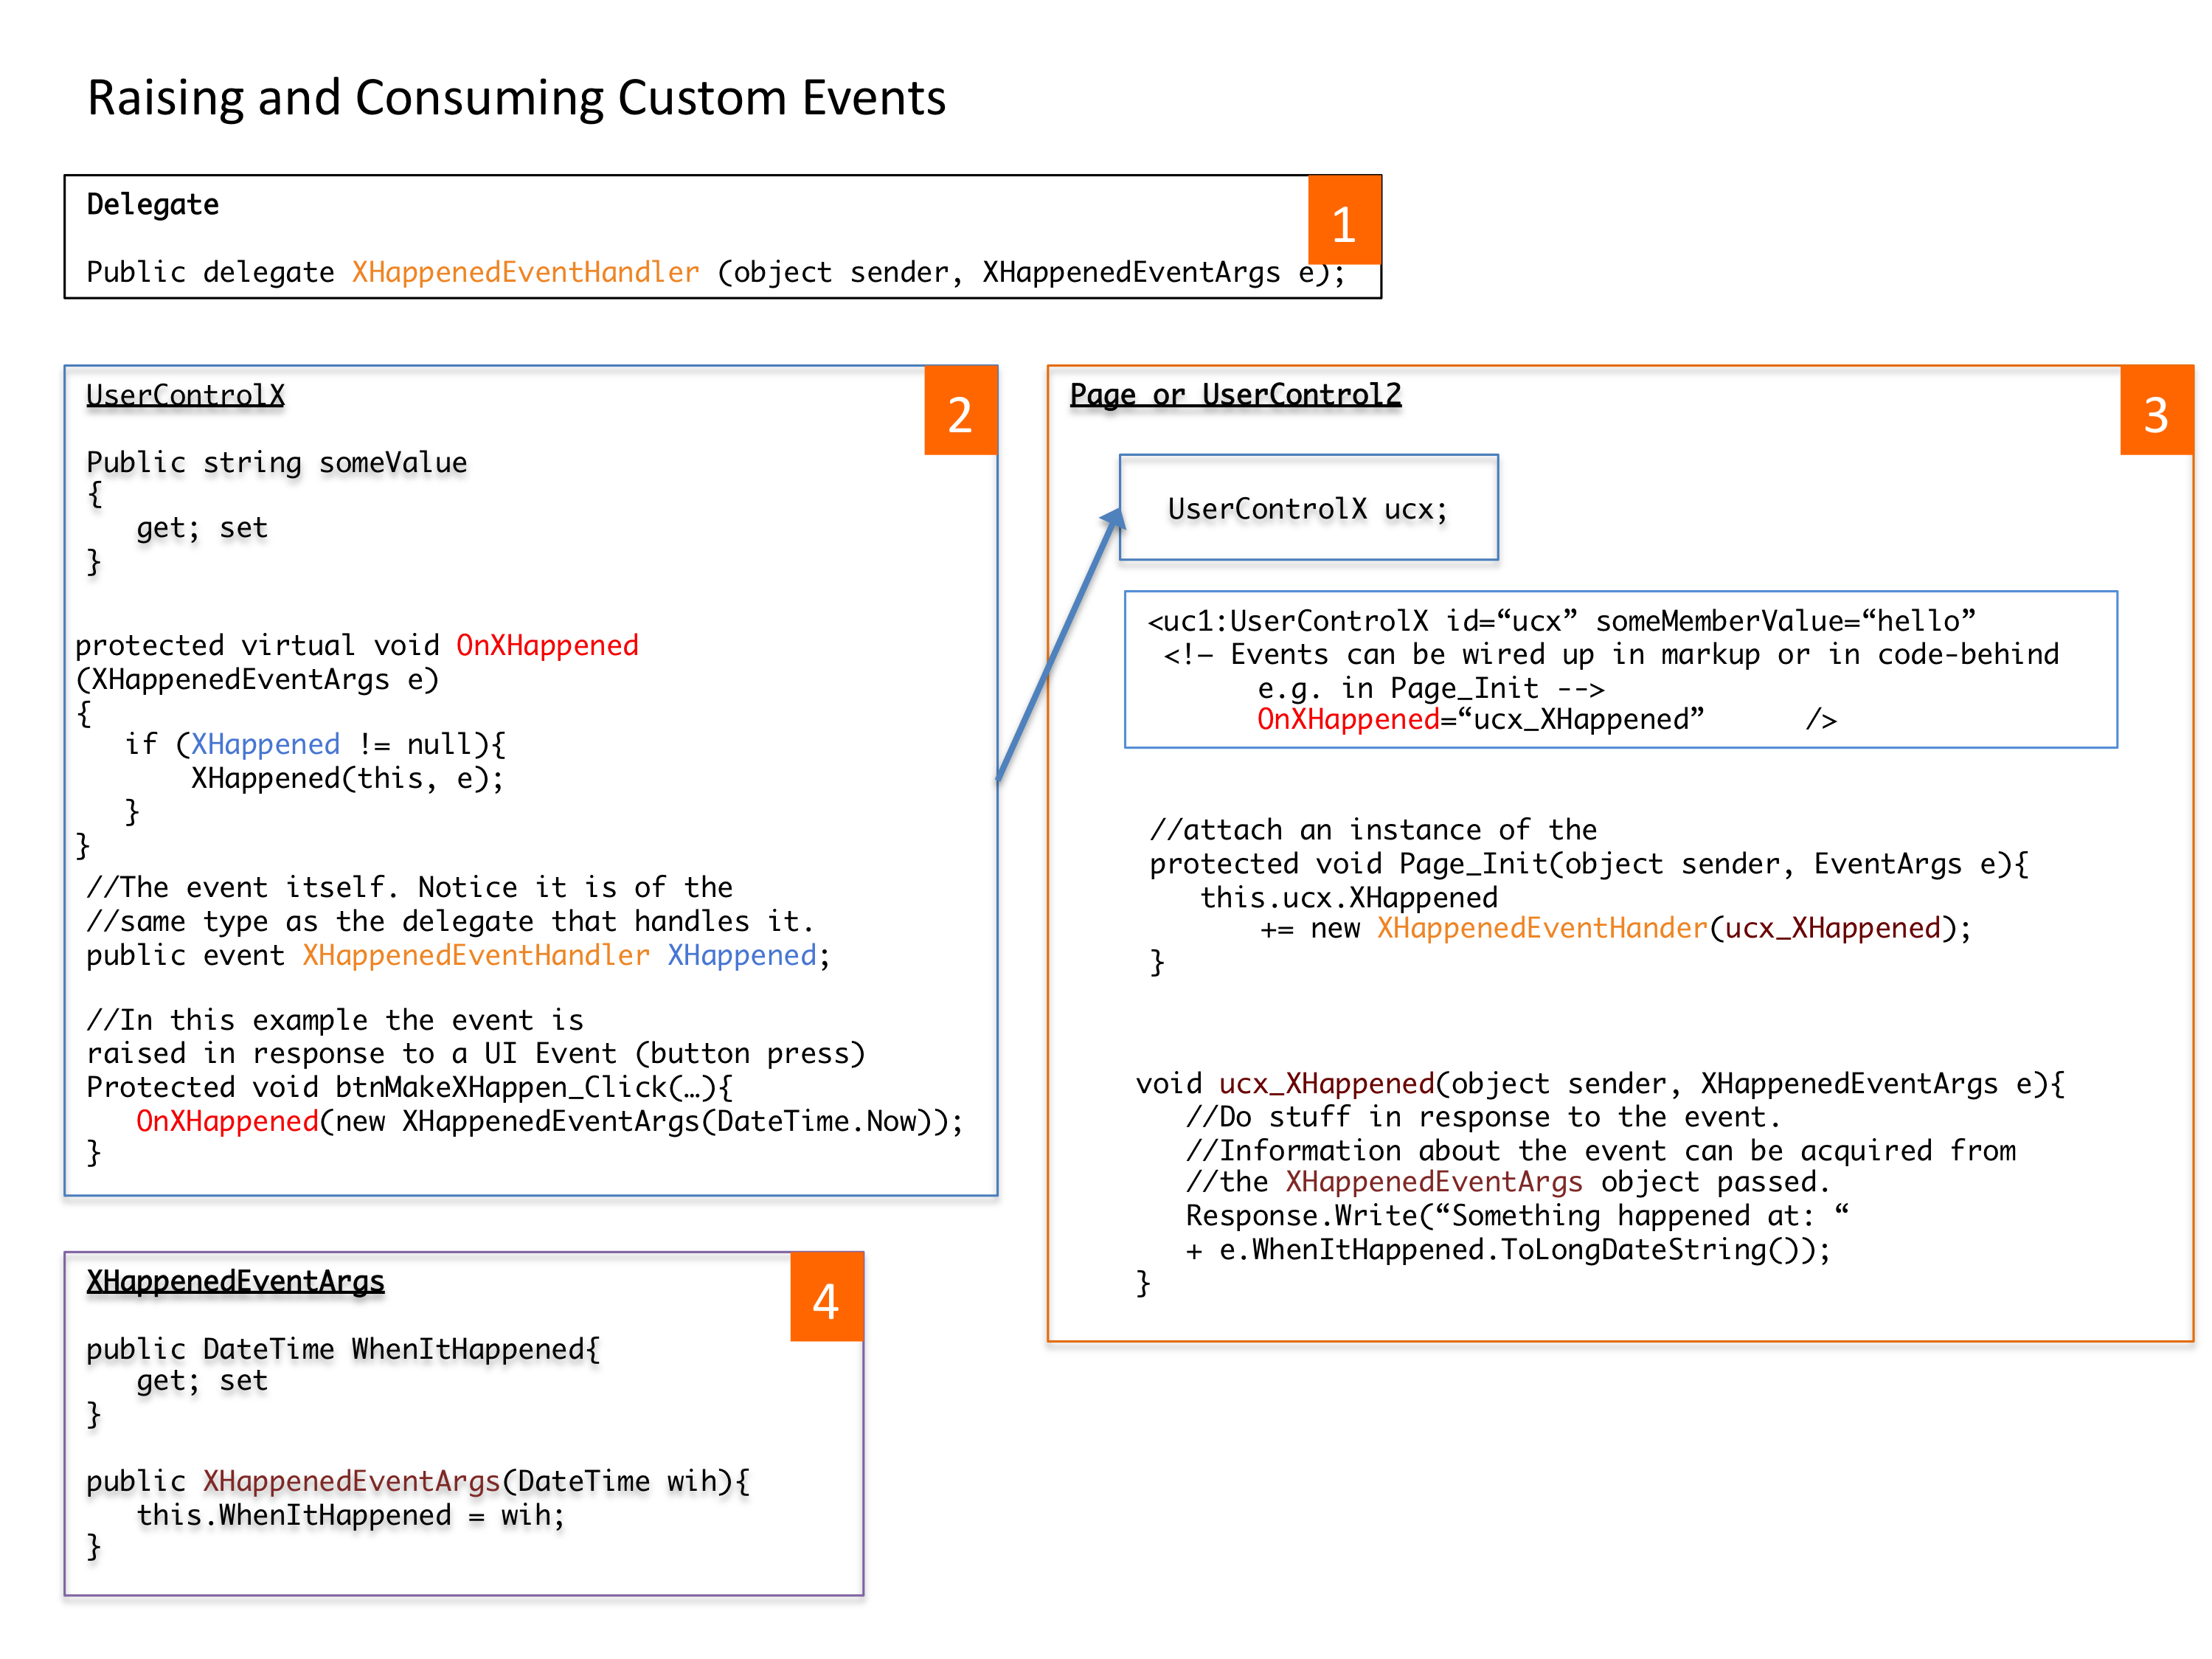 Raising and Consuming Custom Events
Delegate
1
Public delegate XHappenedEventHandler (object sender, XHappenedEventArgs e);
UserControlX
2
Public string someValue
{
get; set
}
protected virtual void OnXHappened
(XHappenedEventArgs e)
{
if (XHappened != null){
XHappened(this, e);
}
}
//The event itself. Notice it is of the
//same type as the delegate that handles it.
public event XHappenedEventHandler XHappened;
//In this example the event is
raised in response to a UI Event (button press)
Protected void btnMakeXHappen_Click(…){
OnXHappened(new XHappenedEventArgs(DateTime.Now));
}
Page or UserControl2
3
UserControlX ucx;
<uc1:UserControlX id=“ucx” someMemberValue=“hello”
<!– Events can be wired up in markup or in code-behind
e.g. in Page_Init -->
OnXHappened=“ucx_XHappened” />
//attach an instance of the
protected void Page_Init(object sender, EventArgs e){
this.ucx.XHappened
+= new XHappenedEventHander(ucx_XHappened);
}
void ucx_XHappened(object sender, XHappenedEventArgs e){
//Do stuff in response to the event.
//Information about the event can be acquired from
//the XHappenedEventArgs object passed.
Response.Write(“Something happened at: “
+ e.WhenItHappened.ToLongDateString());
}
XHappenedEventArgs
4
public DateTime WhenItHappened{
get; set
}
public XHappenedEventArgs(DateTime wih){
this.WhenItHappened = wih;
}